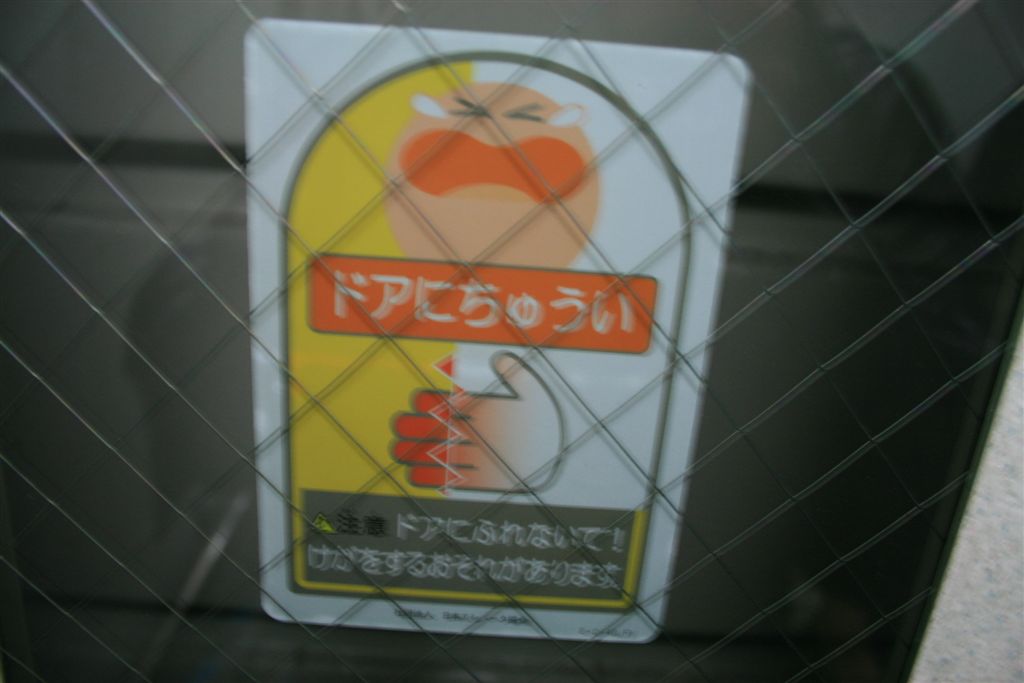 ドアにちゅうい
注意 ドアにふれないで!
けがをするおそれがあります